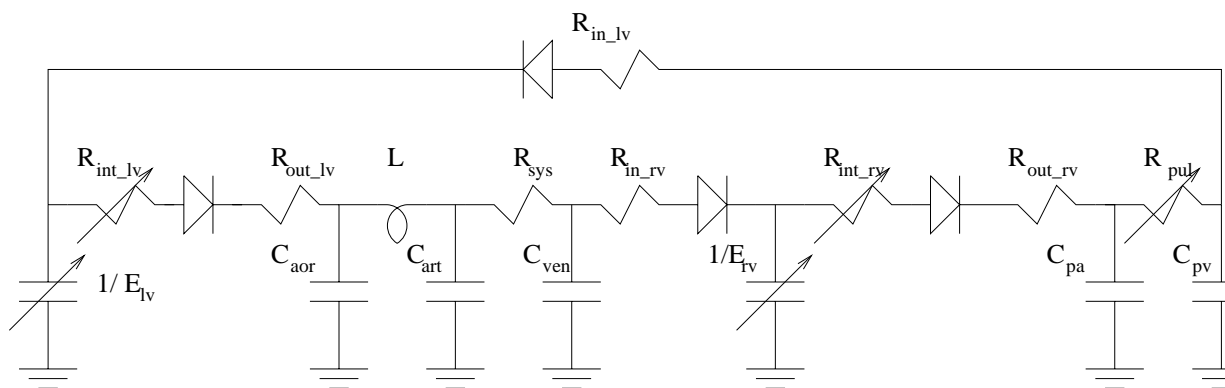 R_in_lv
R_int_lv
R_out_lv
L
R_sys
R_in_rv
R_int_rv
R_out_rv
R_pul
1/ E_lv
C_aor
C_art
C_ven
1/E_rv
C_pa
C_pv